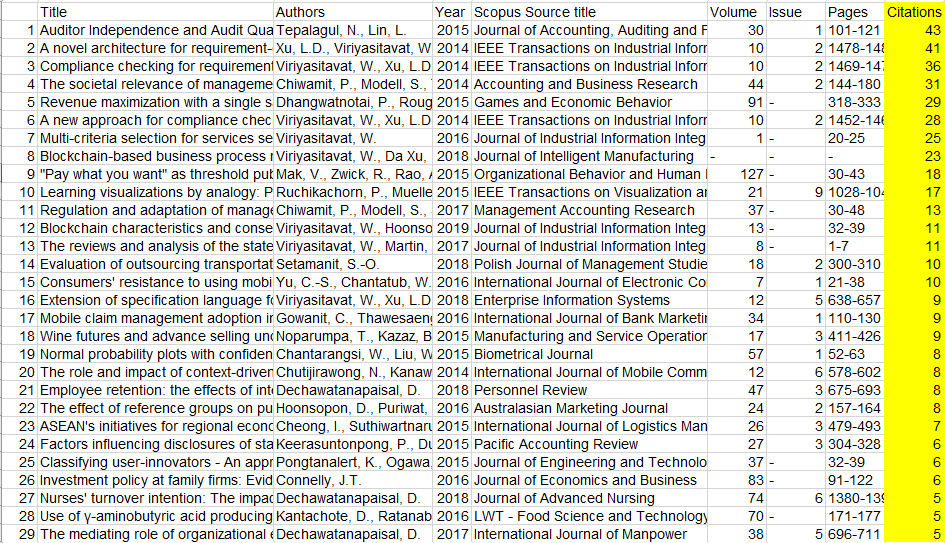 Title Authors Year Scopus Source title Volume Issue Pages Citations
1 Auditor Independence and Audit Qua Tepalagul, N., Lin, L. 2015 Journal of Accounting, Auditing and F 30 1 101-121 43
2 A novel architecture for requirement- Xu, L.D., Viriyasitavat, W 2014 IEEE Transactions on Industrial Infor 10 2 1478-148 41
3 Compliance checking for requirement Viriyasitavat, W., Xu, L.D 2014 IEEE Transactions on Industrial Infor 10 2 1469-147 36
4 The societal relevance of manageme Chiwamit, P., Modell, S., 2014 Accounting and Business Research 44 2 144-180 31
5 Revenue maximization with a single s Dhangwatnotai, P., Roug 2015 Games and Economic Behavior 91 - 318-333 29
6 A new approach for compliance chec Viriyasitavat, W., Xu, L.D 2014 IEEE Transactions on Industrial Infor 10 2 1452-146 28
7 Multi-criteria selection for services se Viriyasitavat, W. 2016 Journal of Industrial Information Integ 1 - 20-25 25
8 Blockchain-based business process r Viriyasitavat, W., Da Xu, 2018 Journal of Intelligent Manufacturing - - - 23
9 "Pay what you want" as threshold pub Mak, V., Zwick, R., Rao, A 2015 Organizational Behavior and Human 127 - 30-43 18
10 Learning visualizations by analogy: P Ruchikachorn, P., Muelle 2015 IEEE Transactions on Visualization a 21 9 1028-104 17
11 Regulation and adaptation of manage Chiwamit, P., Modell, S., 2017 Management Accounting Research 37 - 30-48 13
12 Blockchain characteristics and conse Viriyasitavat, W., Hoonso 2019 Journal of Industrial Information Integ 13 - 32-39 11
13 The reviews and analysis of the state Viriyasitavat, W., Martin, 2017 Journal of Industrial Information Integ 8 - 1-7 11
14 Evaluation of outsourcing transportat Setamanit, S.-O. 2018 Polish Journal of Management Studie 18 2 300-310 10
15 Consumers' resistance to using mobi Yu, C.-S., Chantatub, W. 2016 International Journal of Electronic Co 7 1 21-38 10
16 Extension of specification language fo Viriyasitavat, W., Xu, L.D 2018 Enterprise Information Systems 12 5 638-657 9
17 Mobile claim management adoption in Gowanit, C., Thawesaeng 2016 International Journal of Bank Marketin 34 1 110-130 9
18 Wine futures and advance selling un Noparumpa, T., Kazaz, B 2015 Manufacturing and Service Operation 17 3 411-426 9
19 Normal probability plots with confiden Chantarangsi, W., Liu, W 2015 Biometrical Journal 57 1 52-63 8
20 The role and impact of context-driven Chutijirawong, N., Kanaw 2014 International Journal of Mobile Comm 12 6 578-602 8
21 Employee retention: the effects of inte Dechawatanapaisal, D. 2018 Personnel Review 47 3 675-693 8
22 The effect of reference groups on pu Hoonsopon, D., Puriwat, 2016 Australasian Marketing Journal 24 2 157-164 8
23 ASEAN's initiatives for regional econo Cheong, I., Suthiwartnaru 2015 International Journal of Logistics Man 26 3 479-493 7
24 Factors influencing disclosures of sta Keerasuntonpong, P., Du 2015 Pacific Accounting Review 27 3 304-328 6
25 Classifying user-innovators - An appr Pongtanalert, K., Ogawa, 2015 Journal of Engineering and Technolo 37 - 32-39 6
26 Investment policy at family firms: Evid Connelly, J.T. 2016 Journal of Economics and Business 83 - 91-122 6
27 Nurses' turnover intention: The impac Dechawatanapaisal, D. 2018 Journal of Advanced Nursing 74 6 1380-139 5
28 Use of γ-aminobutyric acid producing Kantachote, D., Ratanab 2016 LWT - Food Science and Technology 70 - 171-177 5
29 The mediating role of organizational e Dechawatanapaisal, D. 2017 International Journal of Manpower 38 5 696-711 5